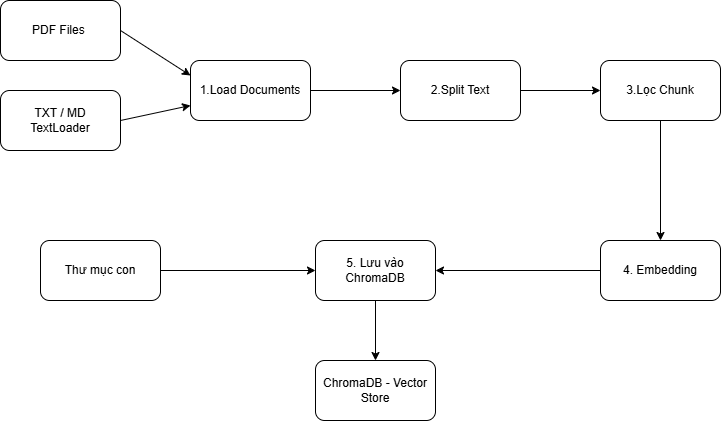 PDF Files
1.Load Documents
2.Split Text
3.Lọc Chunk
TXT / MD
TextLoader
Thư mục con
5. Lưu vào
ChromaDB
4. Embedding
ChromaDB - Vector
Store